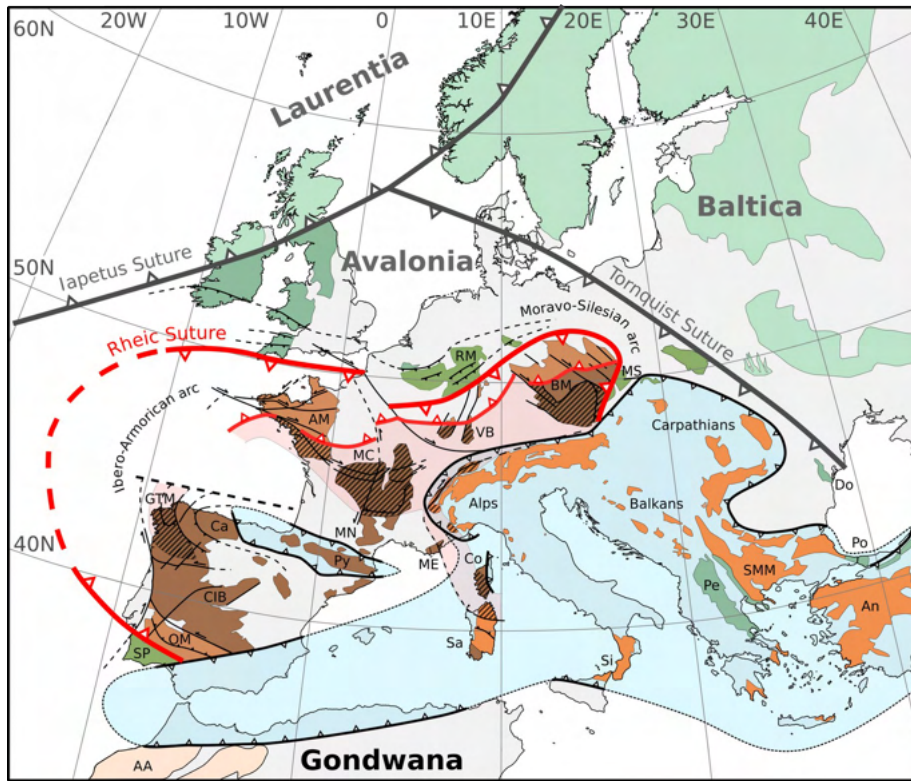 20W
10W
0
10E
20E
30E
40E
60N
Laurentia
Baltica
50N
Iapetus Suture
Avalonia
Tornquist Suture
Moravo-Silesian arc
Rheic Suture
RM
MS
BM
AM
VB
Ibero-Armorican arc
MC
Carpathians
GTM
Do
Ca
Alps
Balkans
40N
MN
Py
ME
Co
Po
CIB
SMM
Pe
An
OM
SP
Sa
Si
Gondwana
AA